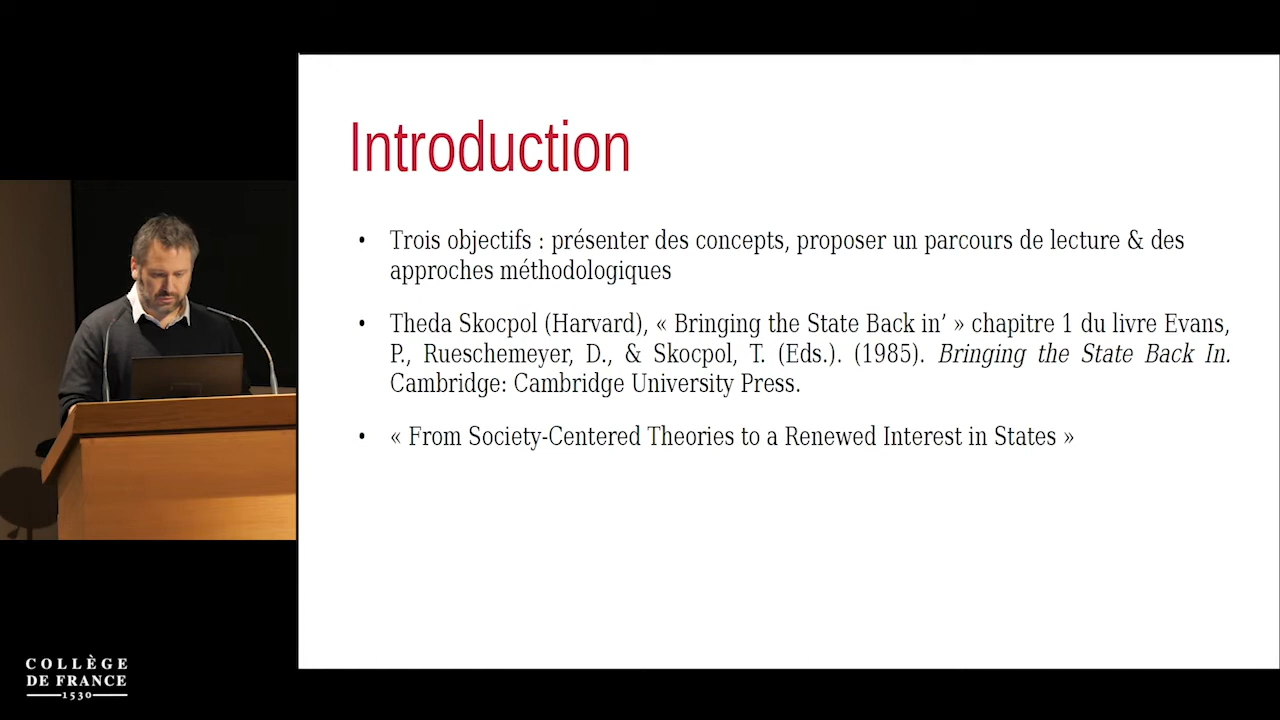 Introduction
• Trois objectifs : présenter des concepts, proposer un parcours de lecture & des
approches méthodologiques
• Theda Skocpol (Harvard), « Bringing the State Back in’ » chapitre 1 du livre Evans,
P., Rueschemeyer, D., & Skocpol, T. (Eds.). (1985). Bringing the State Back In.
Cambridge: Cambridge University Press.
• « From Society-Centered Theories to a Renewed Interest in States »
COLLÈGE
DE FRANCE
1530